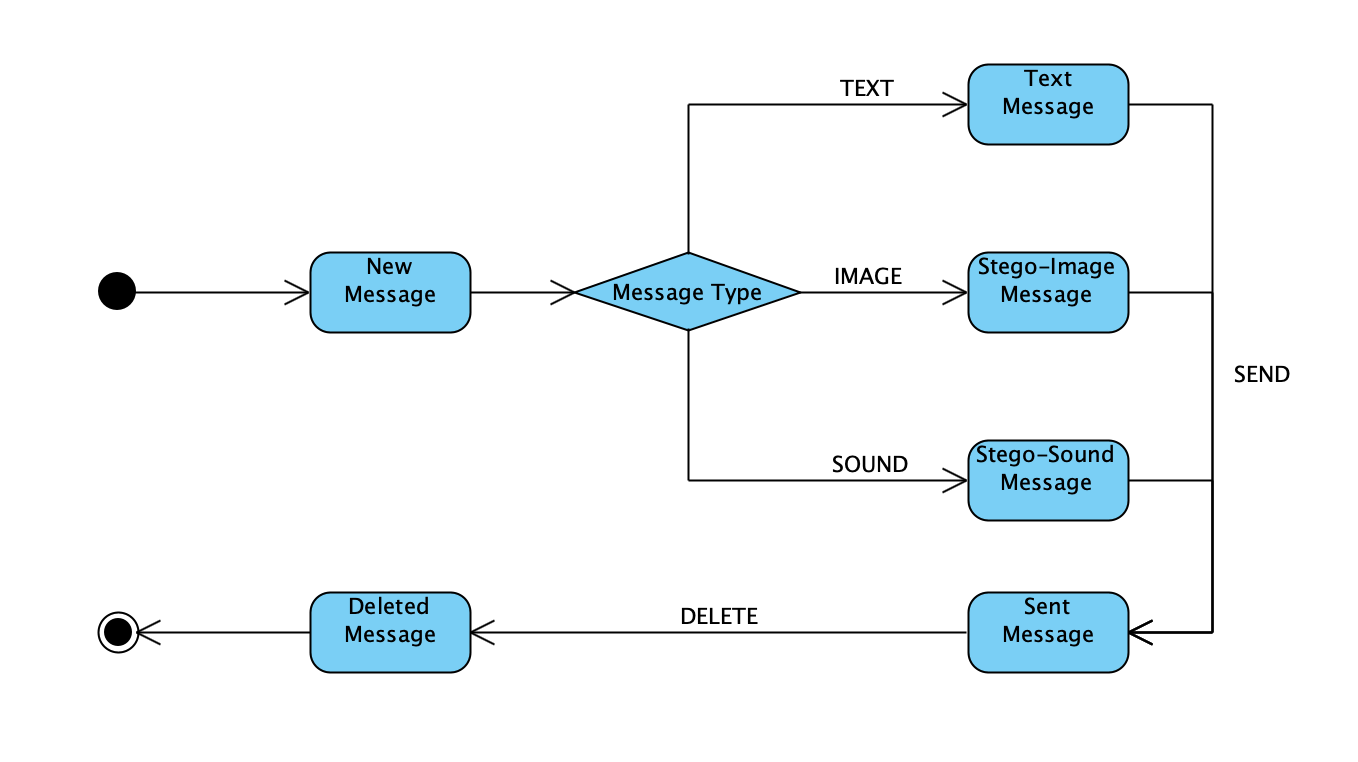 TEXT
Text
Message
New
Message
Message Type
IMAGE
Stego-Image
Message
SEND
SOUND
Stego-Sound
Message
Deleted
Message
DELETE
Sent
Message